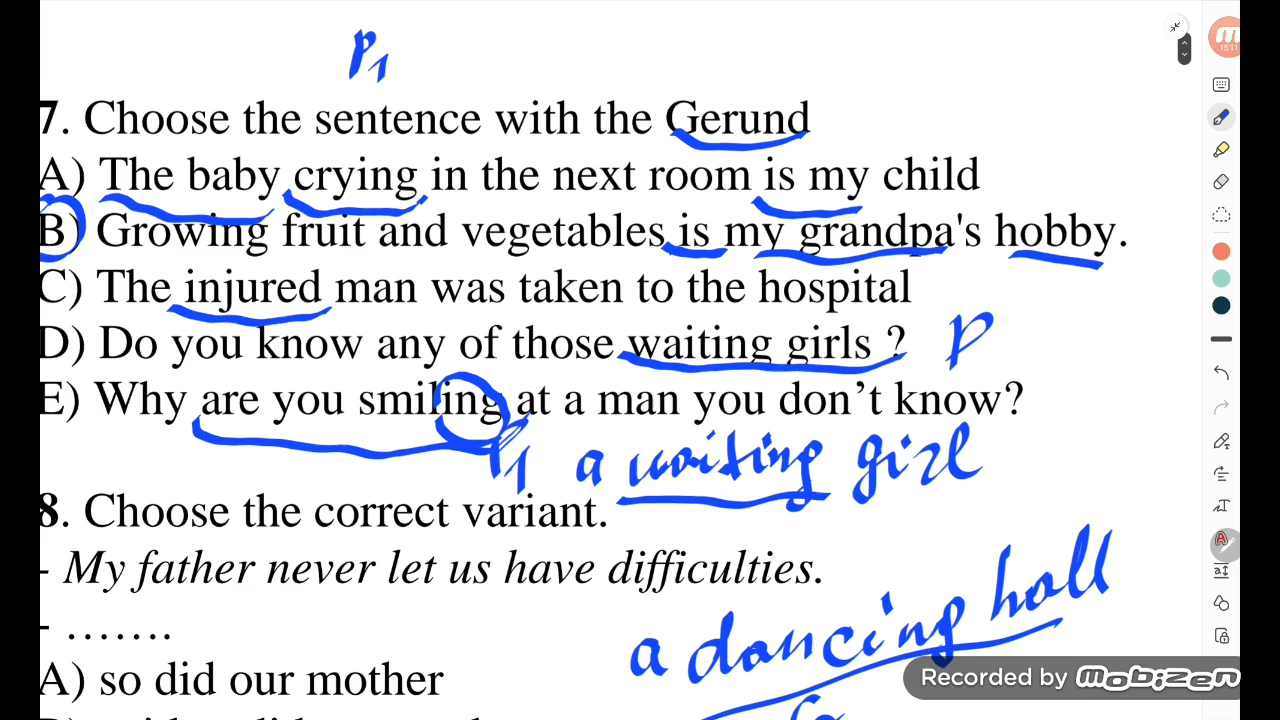 P1
7. Choose the sentence with the Gerund
A) The baby crying in the next room is my child
B) Growing fruit and vegetables is my grandpa's hobby.
C) The injured man was taken to the hospital
D) Do you know any of those waiting girls ? P
E) Why are you smiling at a man you don’t know?
P1 a waiting girl
8. Choose the correct variant.
- My father never let us have difficulties.
- …….
a dancing hall
A) so did our mother
Recorded by mobizen
15:11